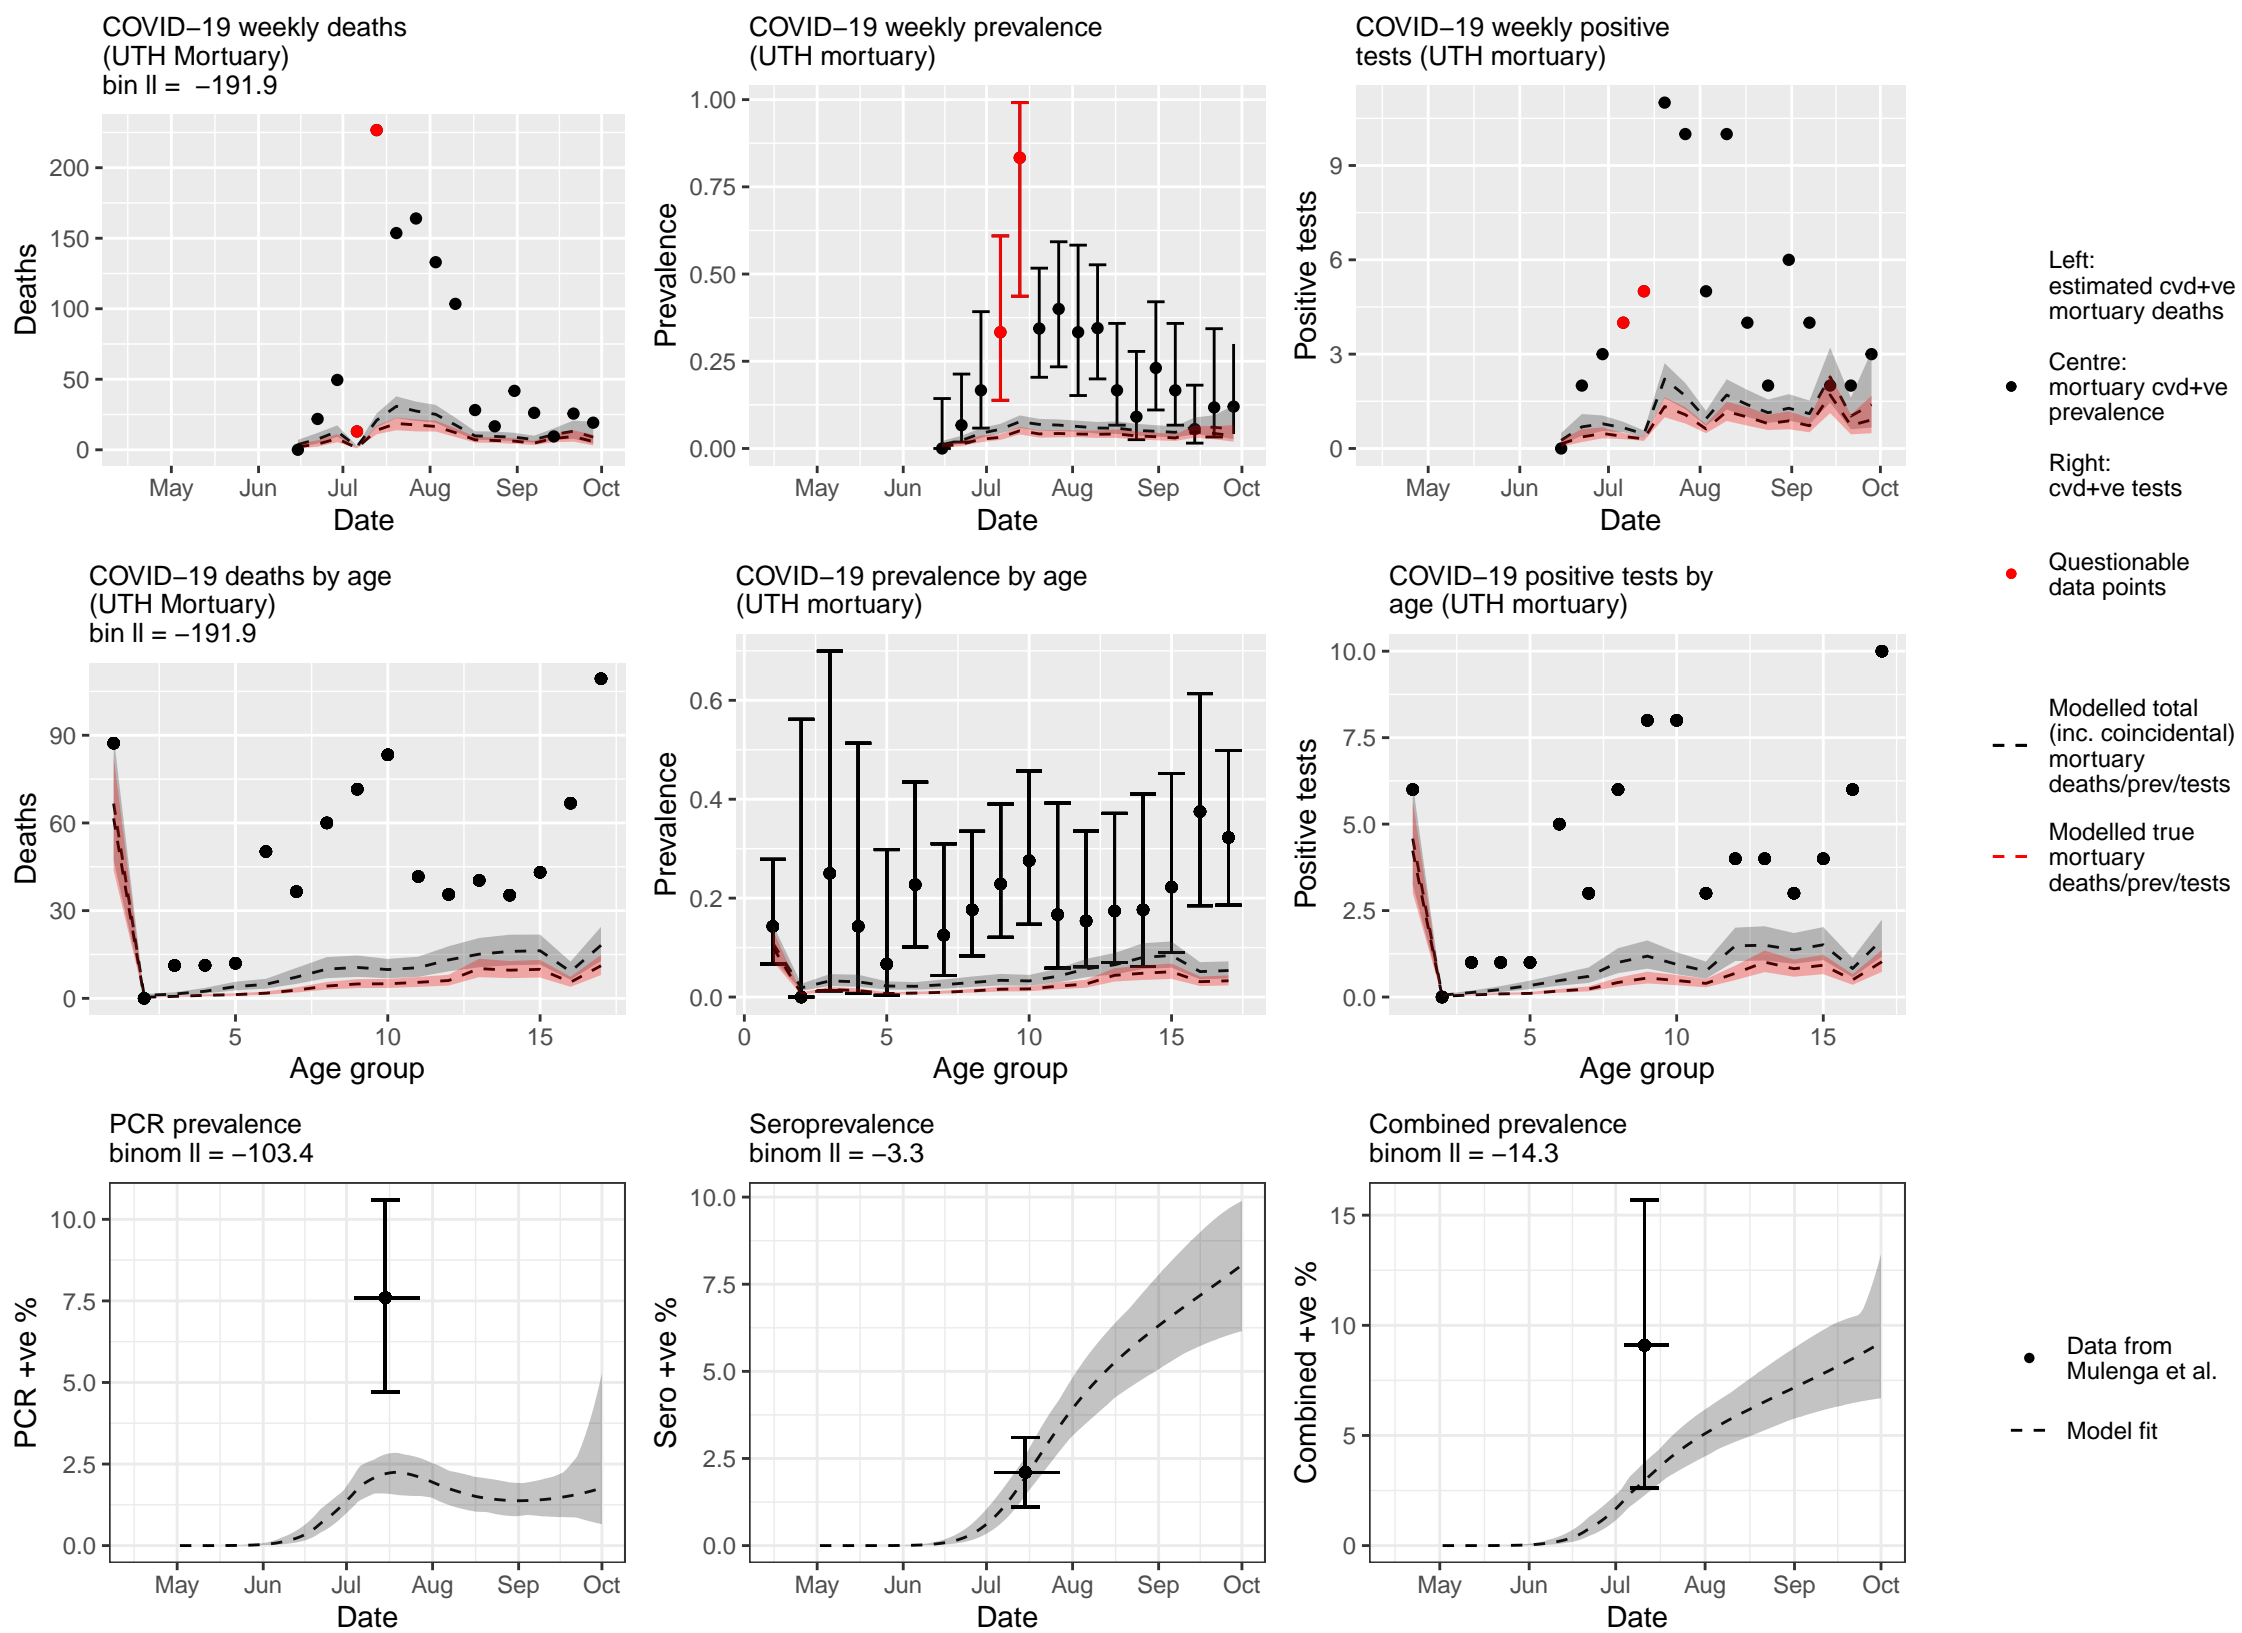 COVID−19 weekly deaths
(UTH Mortuary)
bin ll =  −191.9
200
150
100
50
0
Deaths
May
Jun
Jul
Aug
Sep
Oct
Date
COVID−19 weekly prevalence
(UTH mortuary)
1.00
0.75
0.50
0.25
0.00
Prevalence
May
Jun
Jul
Aug
Sep
Oct
Date
COVID−19 weekly positive
tests (UTH mortuary)
9
6
3
0
Positive tests
May
Jun
Jul
Aug
Sep
Oct
Date
Left:
estimated cvd+ve
mortuary deaths
Centre:
mortuary cvd+ve
prevalence
Right:
cvd+ve tests
Questionable
data points
Modelled total
(inc. coincidental)
mortuary
deaths/prev/tests
Modelled true
mortuary
deaths/prev/tests
COVID−19 deaths by age
(UTH Mortuary)
bin ll = −191.9
90
60
30
0
Deaths
5
10
15
Age group
COVID−19 prevalence by age
(UTH mortuary)
0.6
0.4
0.2
0.0
Prevalence
0
5
10
15
Age group
COVID−19 positive tests by
age (UTH mortuary)
10.0
7.5
5.0
2.5
0.0
Positive tests
5
10
15
Age group
PCR prevalence
binom ll = −103.4
10.0
7.5
5.0
2.5
0.0
PCR +ve %
May
Jun
Jul
Aug
Sep
Oct
Date
Seroprevalence
binom ll = −3.3
10.0
7.5
5.0
2.5
0.0
Sero +ve %
May
Jun
Jul
Aug
Sep
Oct
Date
Combined prevalence
binom ll = −14.3
15
10
5
0
Combined +ve %
May
Jun
Jul
Aug
Sep
Oct
Date
Data from
Mulenga et al.
Model fit